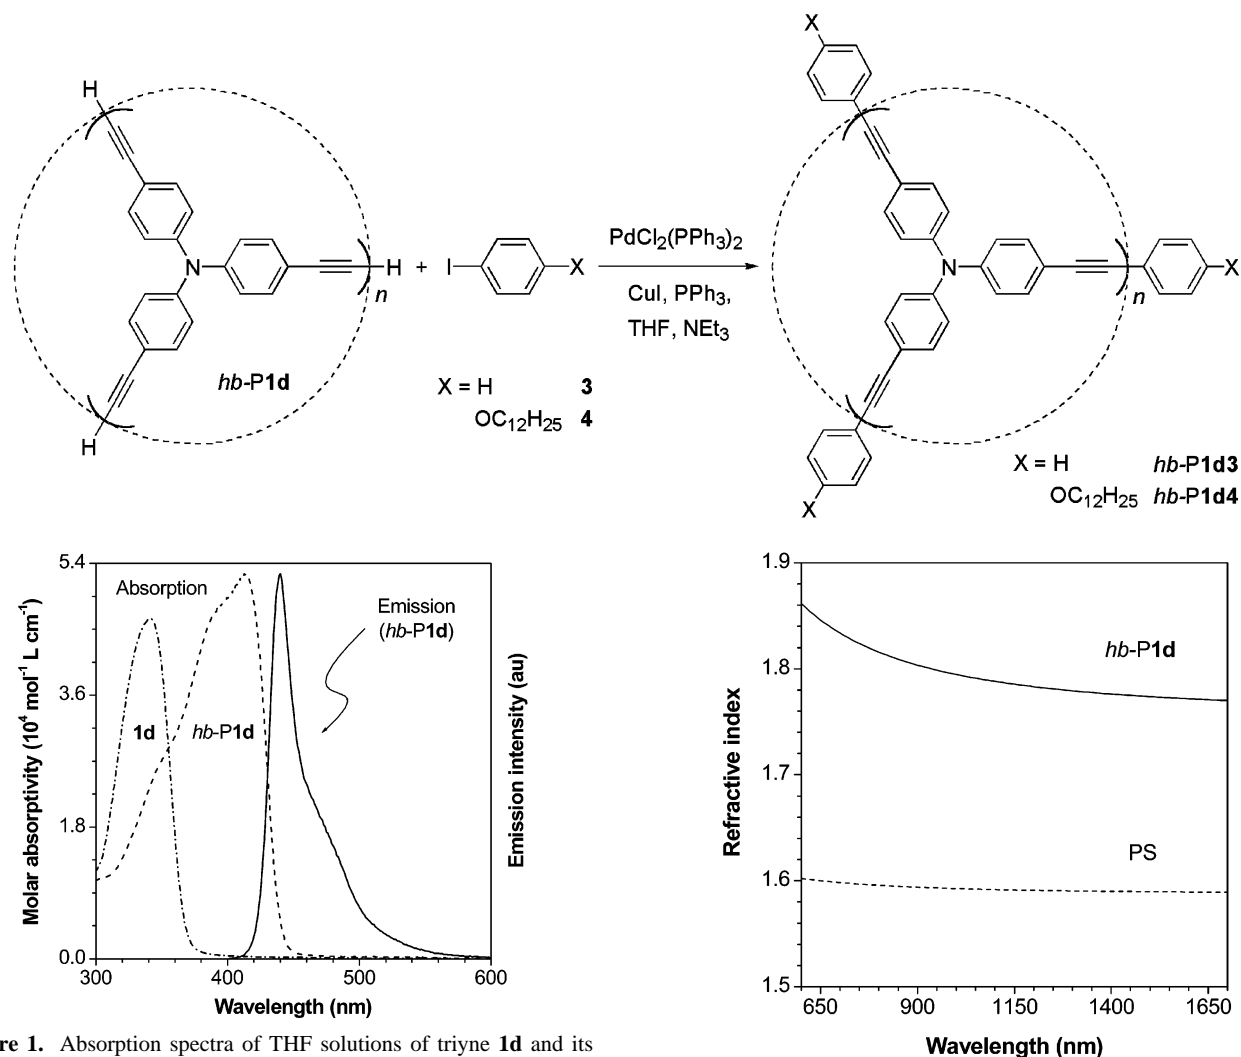 X
H
PdCl2(PPh3)2
N
H + I
X
N
X
n
n
CuI, PPh3,
THF, NEt3
hb-P1d
X = H 3
OC12H25 4
H
X
X = H hb-P1d3
OC12H25 hb-P1d4
5.4
3.6
1.8
0.0
Molar absorptivity (10^4 mol^-1 L cm^-1)
Absorption
Emission
(hb-P1d)
1d
hb-P1d
Emission intensity (au)
300 400 500 600
Wavelength (nm)
1.9
1.8
1.7
1.6
1.5
Refractive index
hb-P1d
PS
650 900 1150 1400 1650
Wavelength (nm)
re 1. Absorption spectra of THF solutions of triyne 1d and its